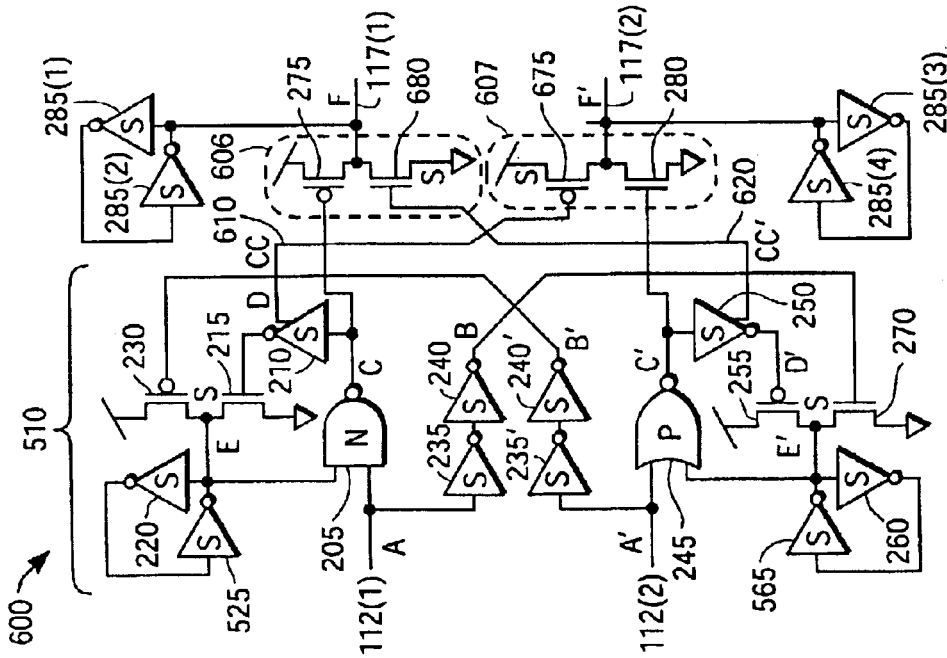 600
510
220
S
525
S
230
E
S
215
D
210
S
CC
610
C
N
205
A
112(1)
235
S
240
S
B
235'
S
240'
S
B'
A'
112(2)
245
P
C'
250
S
CC'
620
D'
255
S
270
E'
565
S
260
S
285(1)
S
285(2)
S
606
275
F
117(1)
680
S
607
675
F'
117(2)
280
285(4)
S
285(3)
S